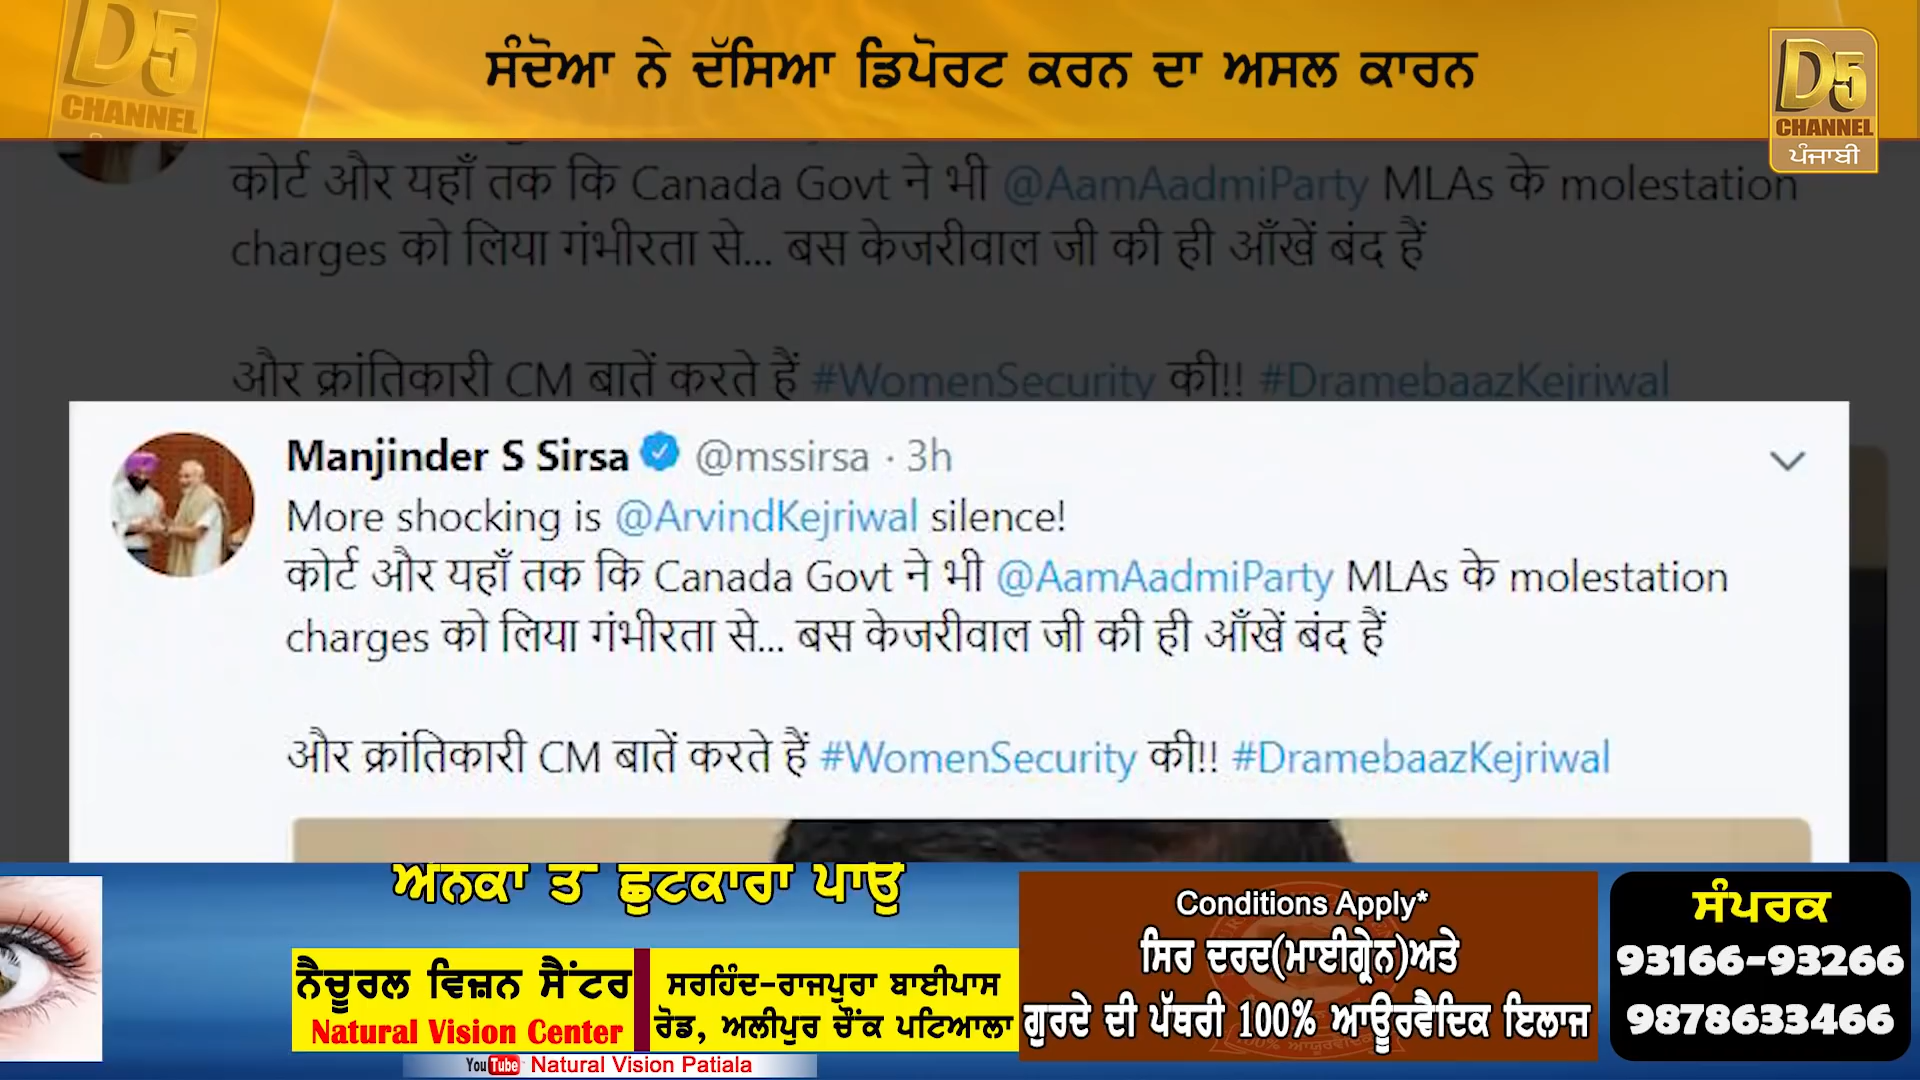 D5
CHANNEL
ਸੰਦੋਆ ਨੇ ਦੱਸਿਆ ਡਿਪੋਰਟ ਕਰਨ ਦਾ ਅਸਲ ਕਾਰਨ
D5
CHANNEL
ਪੰਜਾਬੀ
कोर्ट और यहाँ तक कि Canada Govt ने भी @AamAadmiParty MLAs के molestation
charges को लिया गंभीरता से... बस केजरीवाल जी की ही आँखें बंद हैं
और क्रांतिकारी CM बातें करते हैं #WomenSecurity की!! #DramebaazKejriwal
Manjinder S Sirsa @mssirsa · 3h
More shocking is @ArvindKejriwal silence!
कोर्ट और यहाँ तक कि Canada Govt ने भी @AamAadmiParty MLAs के molestation
charges को लिया गंभीरता से... बस केजरीवाल जी की ही आँखें बंद हैं
और क्रांतिकारी CM बातें करते हैं #WomenSecurity की!! #DramebaazKejriwal
ਛੁਟਕਾਰਾ ਪਾਉ
ਨੈਚੂਰਲ ਵਿਜ਼ਨ ਸੈਂਟਰ
Natural Vision Center
ਸਰਹਿੰਦ-ਰਾਜਪੁਰਾ ਬਾਈਪਾਸ
ਰੋਡ, ਅਲੀਪੁਰ ਚੌਂਕ ਪਟਿਆਲਾ
YouTube Natural Vision Patiala
Conditions Apply*
ਸਿਰ ਦਰਦ(ਮਾਈਗ੍ਰੇਨ)ਅਤੇ
ਗੁਰਦੇ ਦੀ ਪੱਥਰੀ 100% ਆਯੂਰਵੈਦਿਕ ਇਲਾਜ
ਸੰਪਰਕ
93166-93266
9878633466